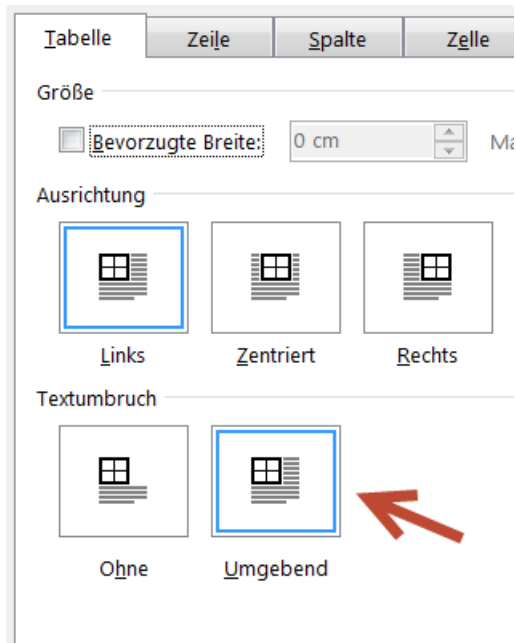 Tabelle Zeile Spalte Zelle
Größe
Bevorzugte Breite: 0 cm
Ausrichtung
Links Zentriert Rechts
Textumbruch
Ohne Umgebend